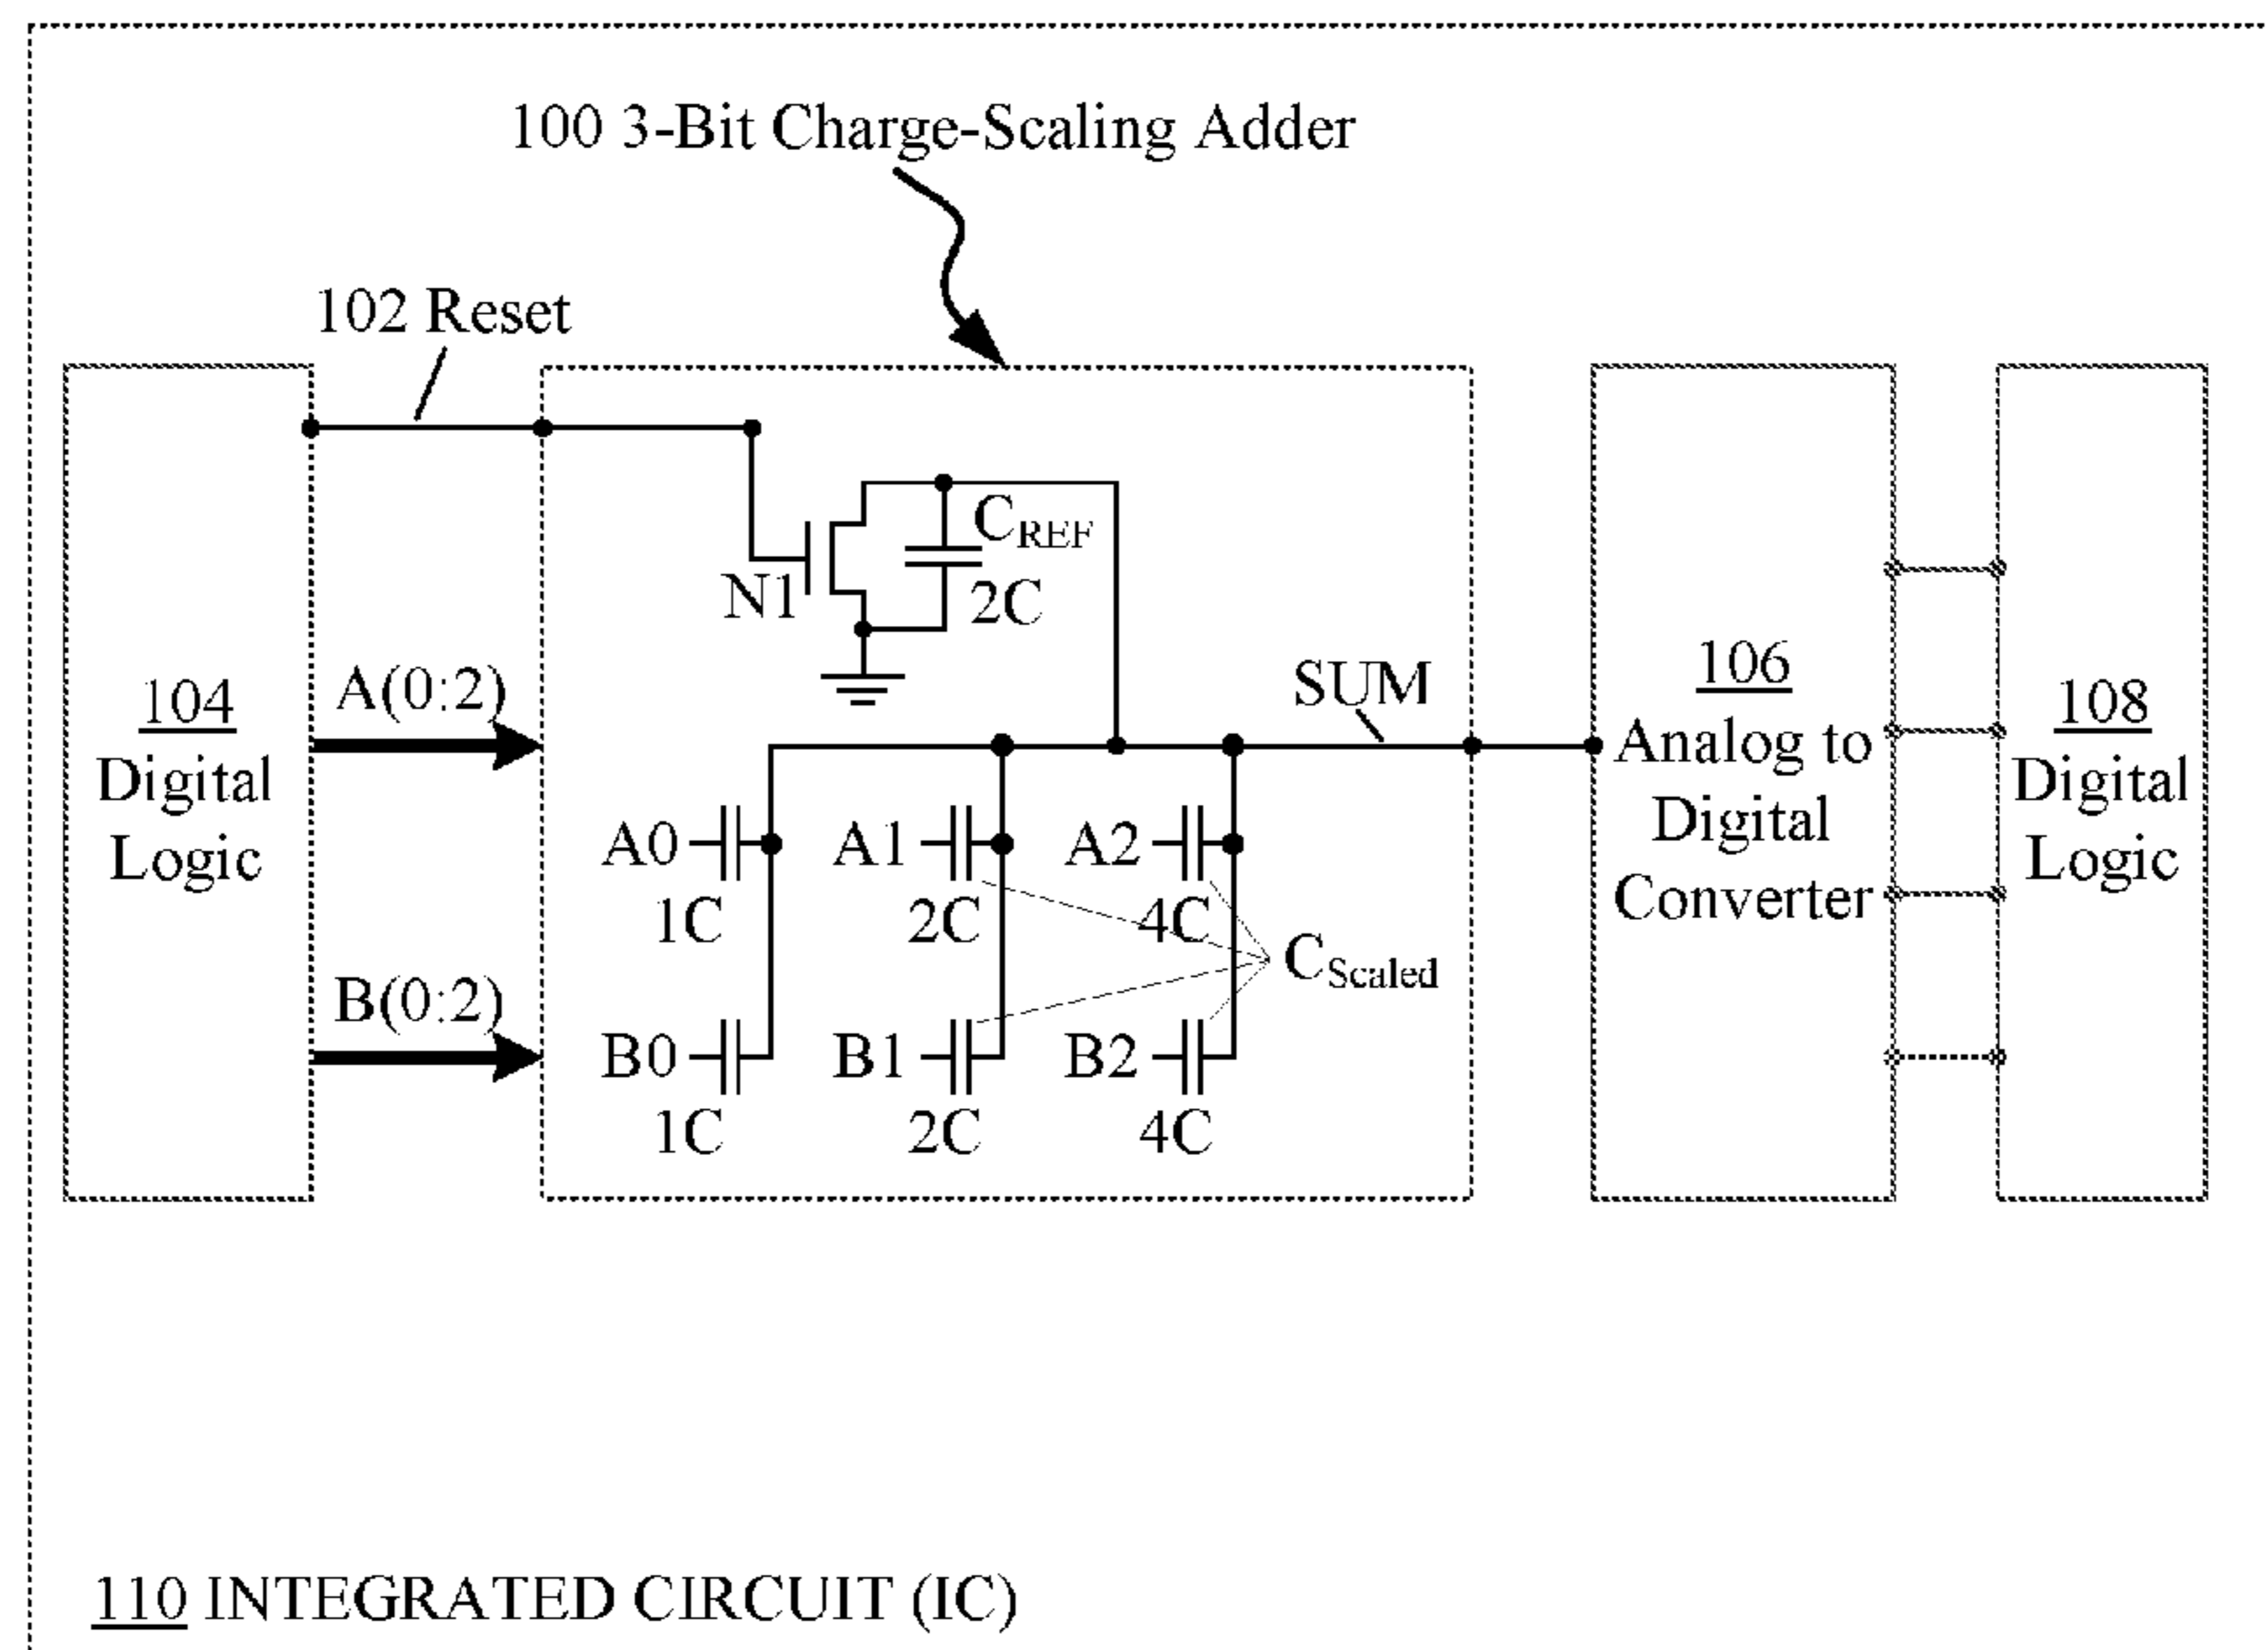 100 3-Bit Charge-Scaling Adder
102 Reset
C_REF
N1
2C
104
Digital
Logic
A(0:2)
B(0:2)
SUM
A0
1C
A1
2C
A2
4C
C_Scaled
B0
1C
B1
2C
B2
4C
106
Analog to
Digital
Converter
108
Digital
Logic
110 INTEGRATED CIRCUIT (IC)